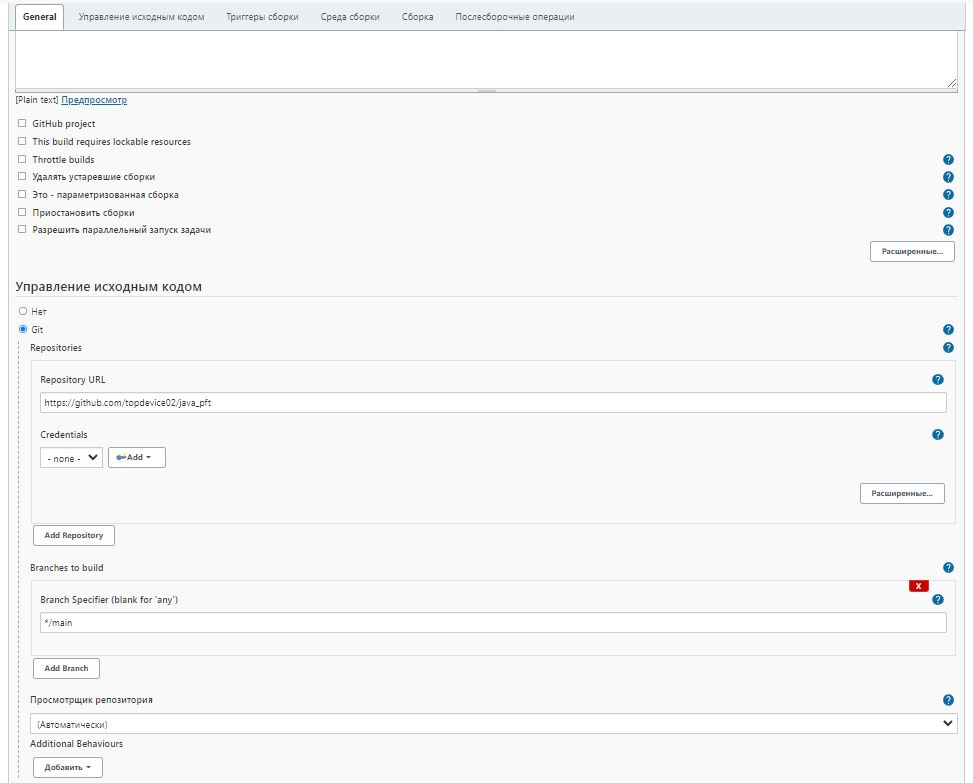 General Управление исходным кодом Триггеры сборки Среда сборки Сборка Послесборочные операции
[Plain text] Предпросмотр
GitHub project
This build requires lockable resources
Throttle builds
Удалять устаревшие сборки
Это - параметризованная сборка
Приостановить сборки
Разрешить параллельный запуск задачи
Расширенные...
Управление исходным кодом
Нет
Git
Repositories
Repository URL
https://github.com/topdevice02/java_pft
Credentials
- none - Add
Расширенные...
Add Repository
Branches to build
X
Branch Specifier (blank for 'any')
*/main
Add Branch
Просмотрщик репозитория
(Автоматически)
Additional Behaviours
Добавить